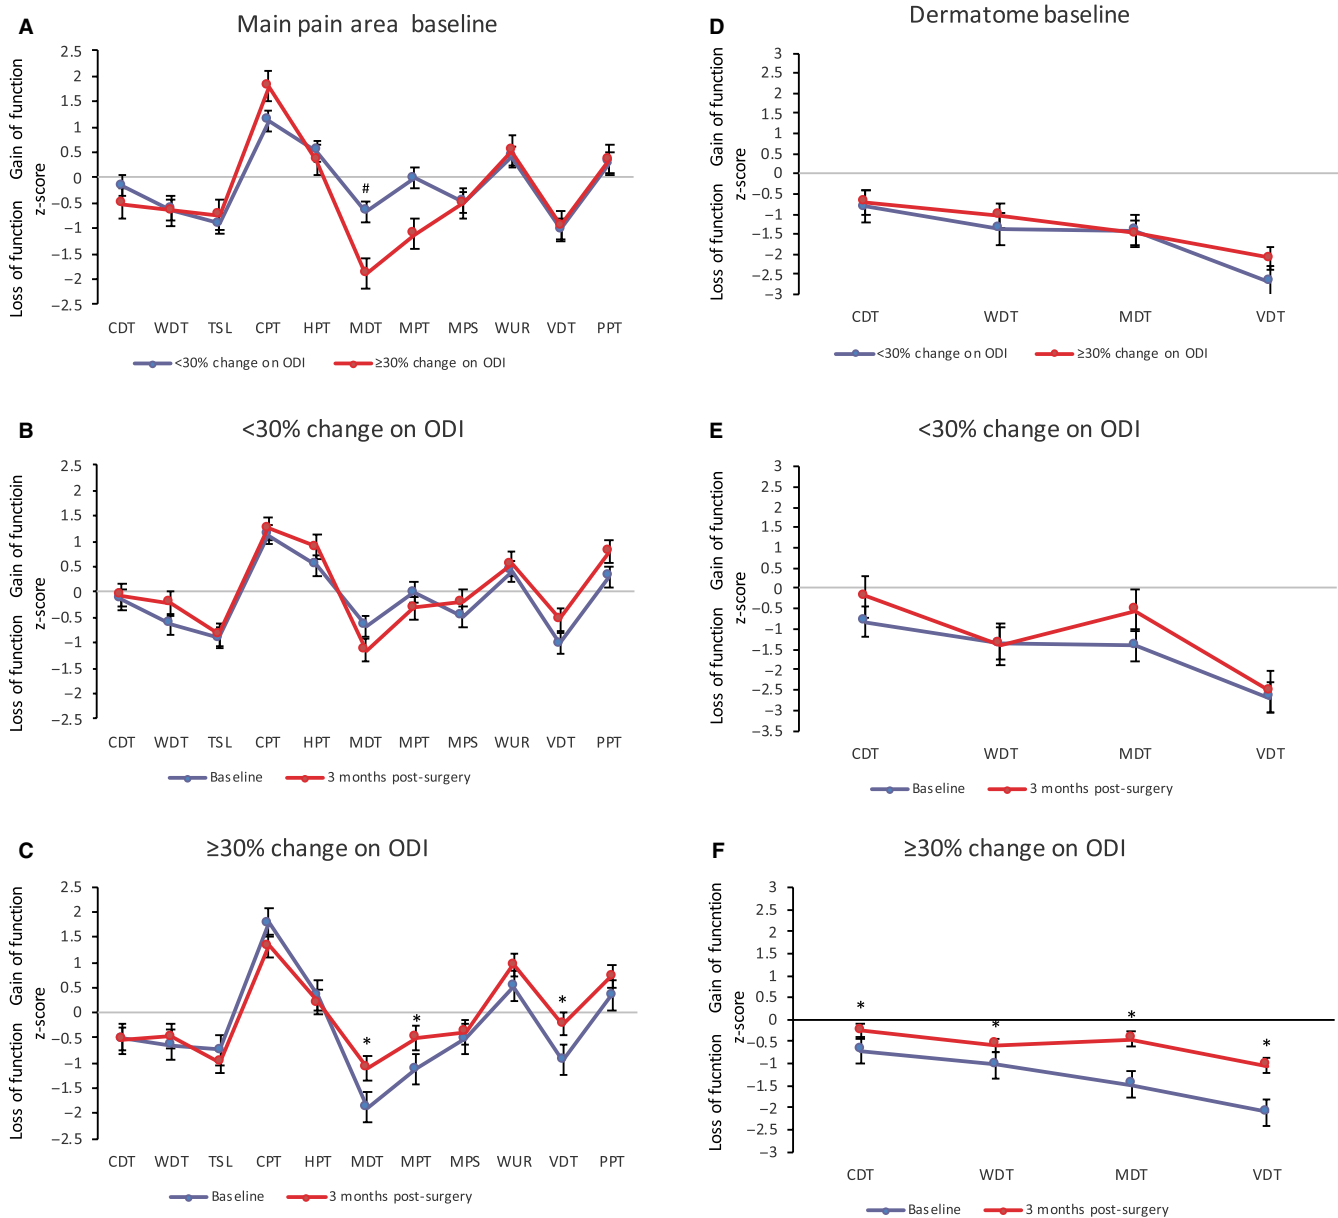 A
Main pain area baseline
Gain of function
Loss of function
z-score
2.5
2
1.5
1
0.5
0
−0.5
−1
−1.5
−2
−2.5
#
CDT WDT TSL CPT HPT MDT MPT MPS WUR VDT PPT
<30% change on ODI ≥30% change on ODI
D
Dermatome baseline
Gain of function
Loss of function
z-score
3
2.5
2
1.5
1
0.5
0
−0.5
−1
−1.5
−2
−2.5
−3
CDT WDT MDT VDT
<30% change on ODI ≥30% change on ODI
B
<30% change on ODI
Gain of functioin
Loss of function
z-score
2.5
2
1.5
1
0.5
0
−0.5
−1
−1.5
−2
−2.5
CDT WDT TSL CPT HPT MDT MPT MPS WUR VDT PPT
Baseline 3 months post-surgery
E
<30% change on ODI
Gain of function
Loss of function
z-score
3
2.5
2
1.5
1
0.5
0
−0.5
−1
−1.5
−2
−2.5
−3
−3.5
CDT WDT MDT VDT
Baseline 3 months post-surgery
C
≥30% change on ODI
Gain of function
Loss of function
z-score
2.5
2
1.5
1
0.5
0
−0.5
−1
−1.5
−2
−2.5
* * *
CDT WDT TSL CPT HPT MDT MPT MPS WUR VDT PPT
Baseline 3 months post-surgery
F
≥30% change on ODI
Gain of funcntion
Loss of fucntion
z-score
3
2.5
2
1.5
1
0.5
0
−0.5
−1
−1.5
−2
−2.5
−3
* * * *
CDT WDT MDT VDT
Baseline 3 months post-surgery